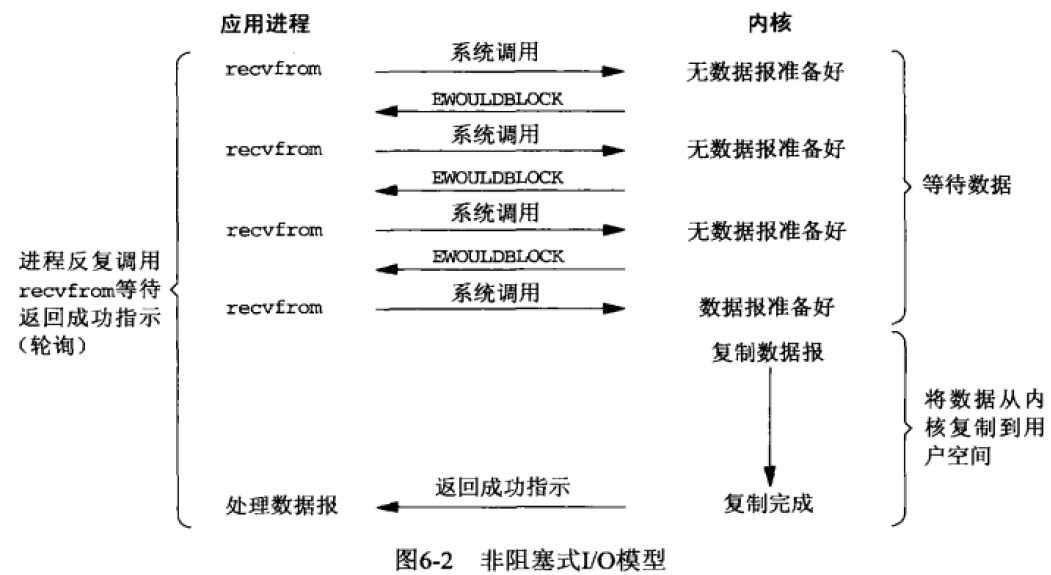 应用进程
内核
recvfrom
系统调用
无数据报准备好
EWOULDBLOCK
recvfrom
系统调用
无数据报准备好
EWOULDBLOCK
recvfrom
系统调用
无数据报准备好
EWOULDBLOCK
recvfrom
系统调用
数据报准备好
等待数据
进程反复调用
recvfrom等待
返回成功指示
（轮询）
复制数据报
将数据从内
核复制到用
户空间
处理数据报
返回成功指示
复制完成
图6-2 非阻塞式I/O模型